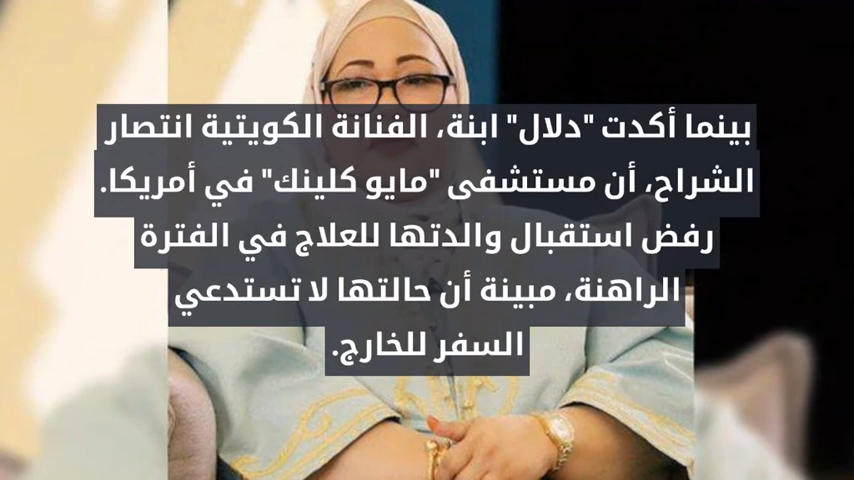 بينما أكدت "دلال" ابنة، الفنانة الكويتية انتصار
الشراح، أن مستشفى "مايو كلينك" في أمريكا.
رفض استقبال والدتها للعلاج في الفترة
الراهنة، مبينة أن حالتها لا تستدعي
السفر للخارج.